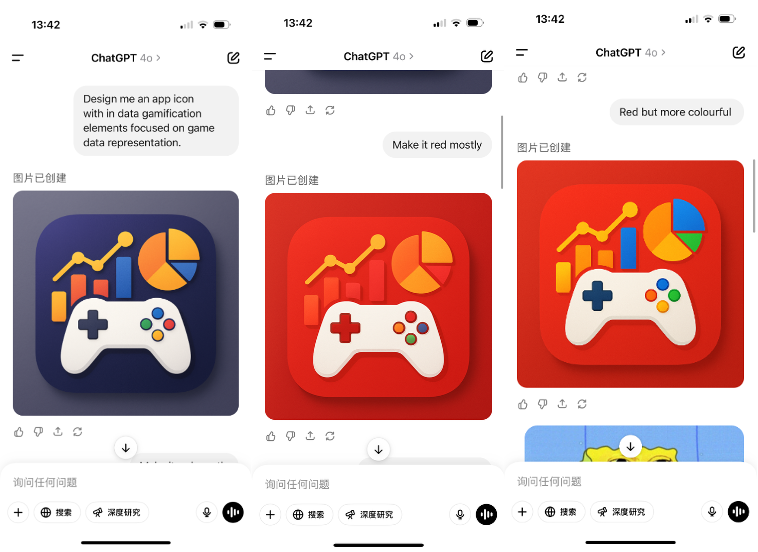 13:42
ChatGPT 4o >
Design me an app icon
with in data gamification
elements focused on game
data representation.
图片已创建
询问任何问题
搜索
深度研究
13:42
ChatGPT 4o >
Make it red mostly
图片已创建
询问任何问题
搜索
深度研究
13:42
ChatGPT 4o >
Red but more colourful
图片已创建
询问任何问题
搜索
深度研究